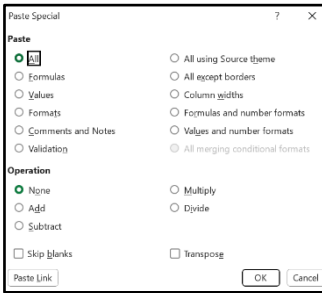 Paste Special ? X
Paste
All All using Source theme
Formulas All except borders
Values Column widths
Formats Formulas and number formats
Comments and Notes Values and number formats
Validation All merging conditional formats
Operation
None Multiply
Add Divide
Subtract
Skip blanks Transpose
Paste Link OK Cancel